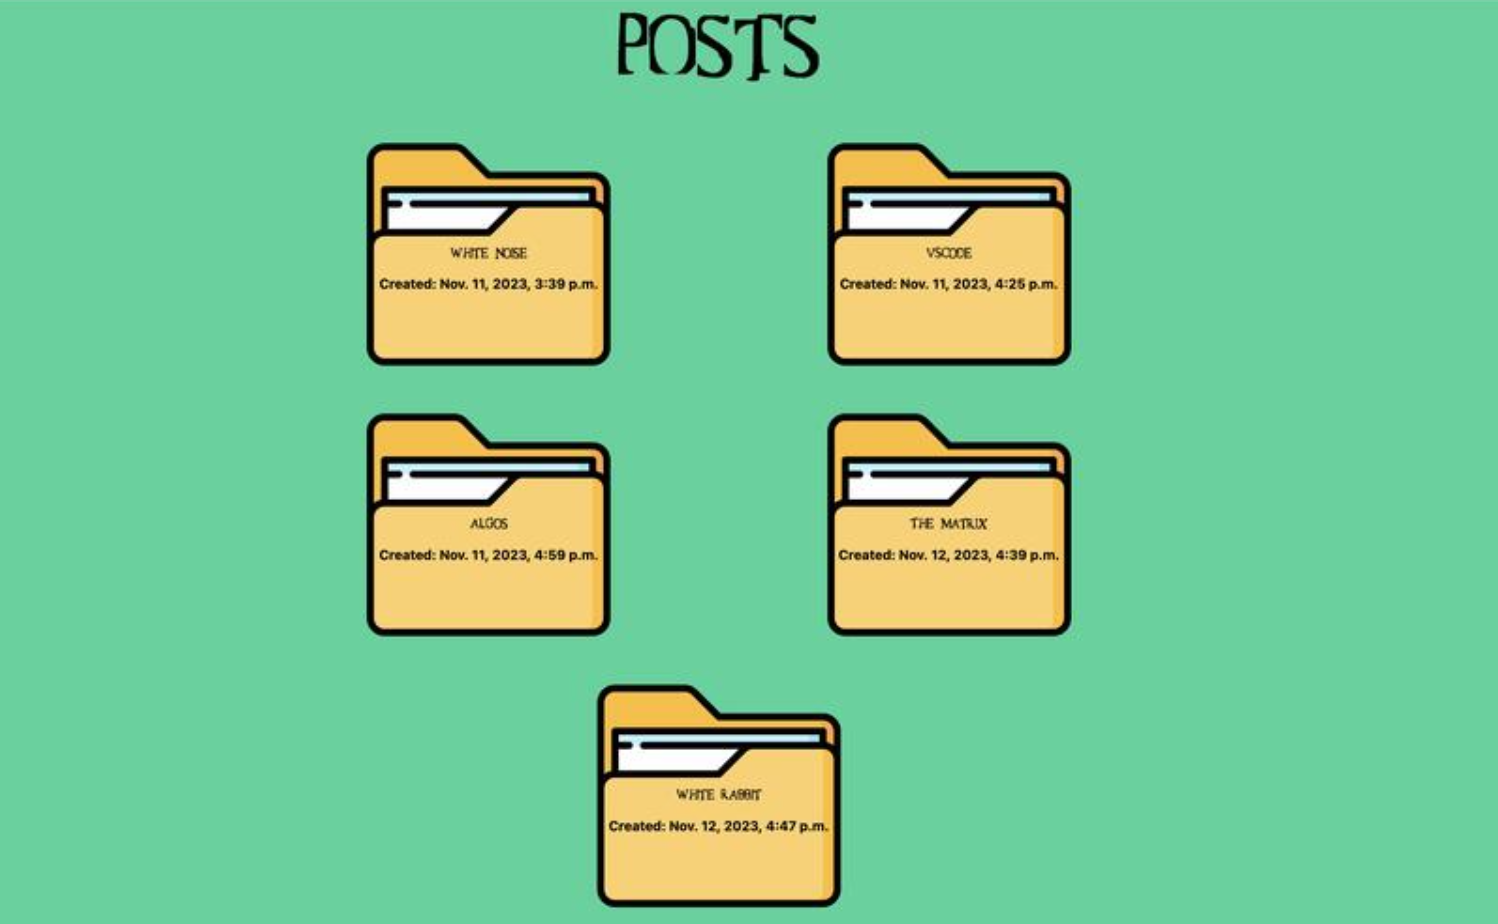 POSTS
WHITE NOISE
Created: Nov. 11, 2023, 3:39 p.m.
VSCODE
Created: Nov. 11, 2023, 4:25 p.m.
ALGOS
Created: Nov. 11, 2023, 4:59 p.m.
THE MATRIX
Created: Nov. 12, 2023, 4:39 p.m.
WHITE RABBIT
Created: Nov. 12, 2023, 4:47 p.m.